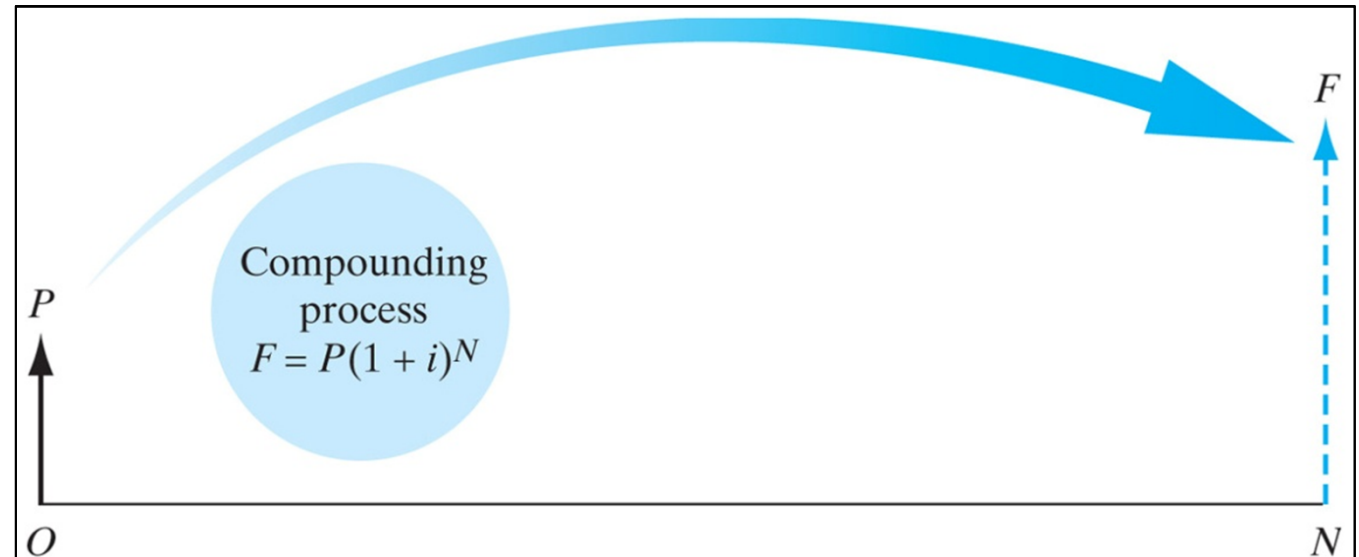 F
Compounding
process
F = P(1 + i)^N
P
O
N